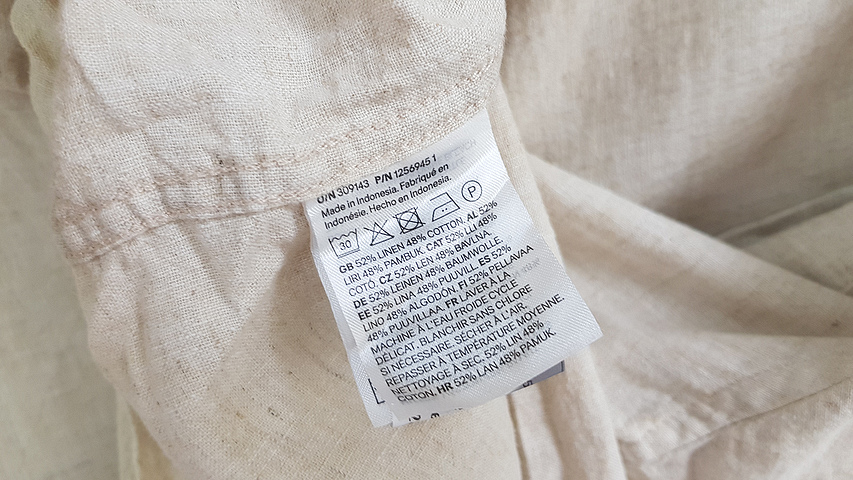 O/N 309143 P/N 1256945 1
Made in Indonesia. Fabriqué en
Indonésie. Hecho en Indonesia.
30 P
GB 52% LINEN 48% COTTON. AL 52%
LIRI 48% PAMBUK. CAT 52% LLI 48%
COTÓ. CZ 52% LEN 48% BAVLNA.
DE 52% LEINEN 48% BAUMWOLLE.
EE 52% LINA 48% PUUVILL. ES 52%
LINO 48% ALGODÓN. FI 52% PELLAVAA
48% PUUVILLAA. FR LAVER À LA
MACHINE À L'EAU FROIDE CYCLE
DÉLICAT. BLANCHIR SANS CHLORE
SI NÉCESSAIRE. SÉCHER À L'AIR.
REPASSER À TEMPÉRATURE MOYENNE.
NETTOYAGE À SEC. 52% LIN 48%
COTON. HR 52% LAN 48% PAMUK.